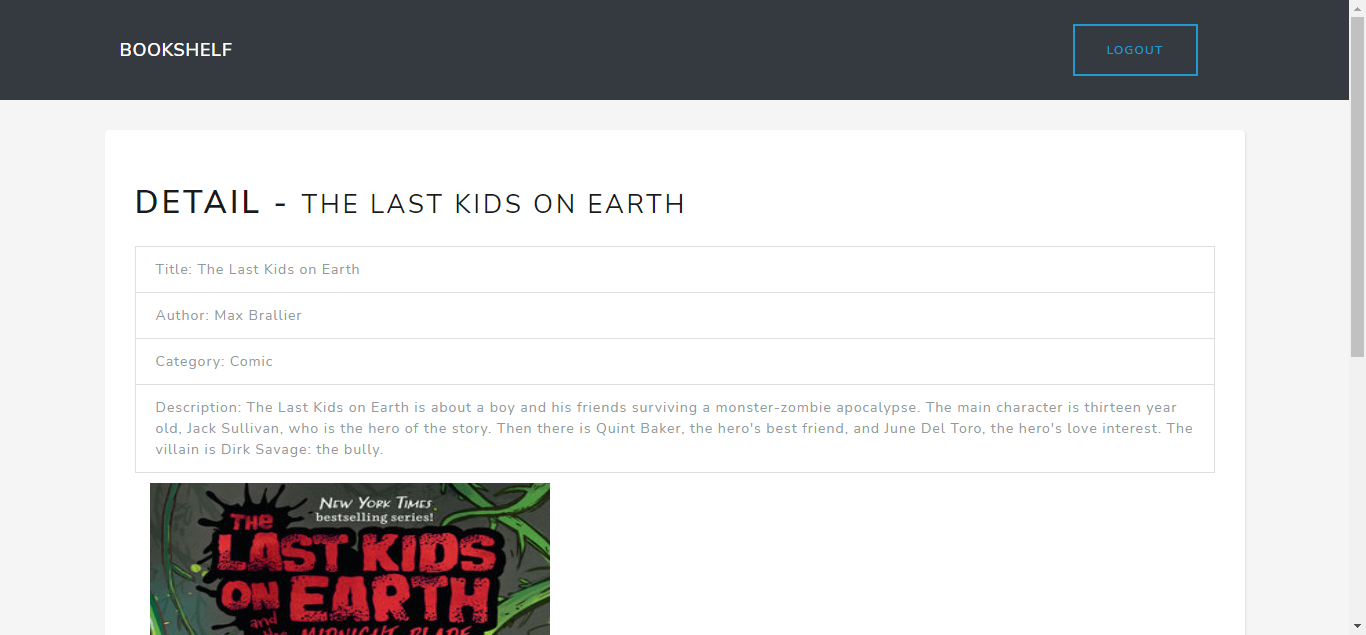 BOOKSHELF
LOGOUT
DETAIL - THE LAST KIDS ON EARTH
Title: The Last Kids on Earth
Author: Max Brallier
Category: Comic
Description: The Last Kids on Earth is about a boy and his friends surviving a monster-zombie apocalypse. The main character is thirteen year
old, Jack Sullivan, who is the hero of the story. Then there is Quint Baker, the hero's best friend, and June Del Toro, the hero's love interest. The
villain is Dirk Savage: the bully.
NEW YORK TIMES
bestselling series!
THE
LAST KIDS
ON EARTH
and
the MIDNIGHT BLADE